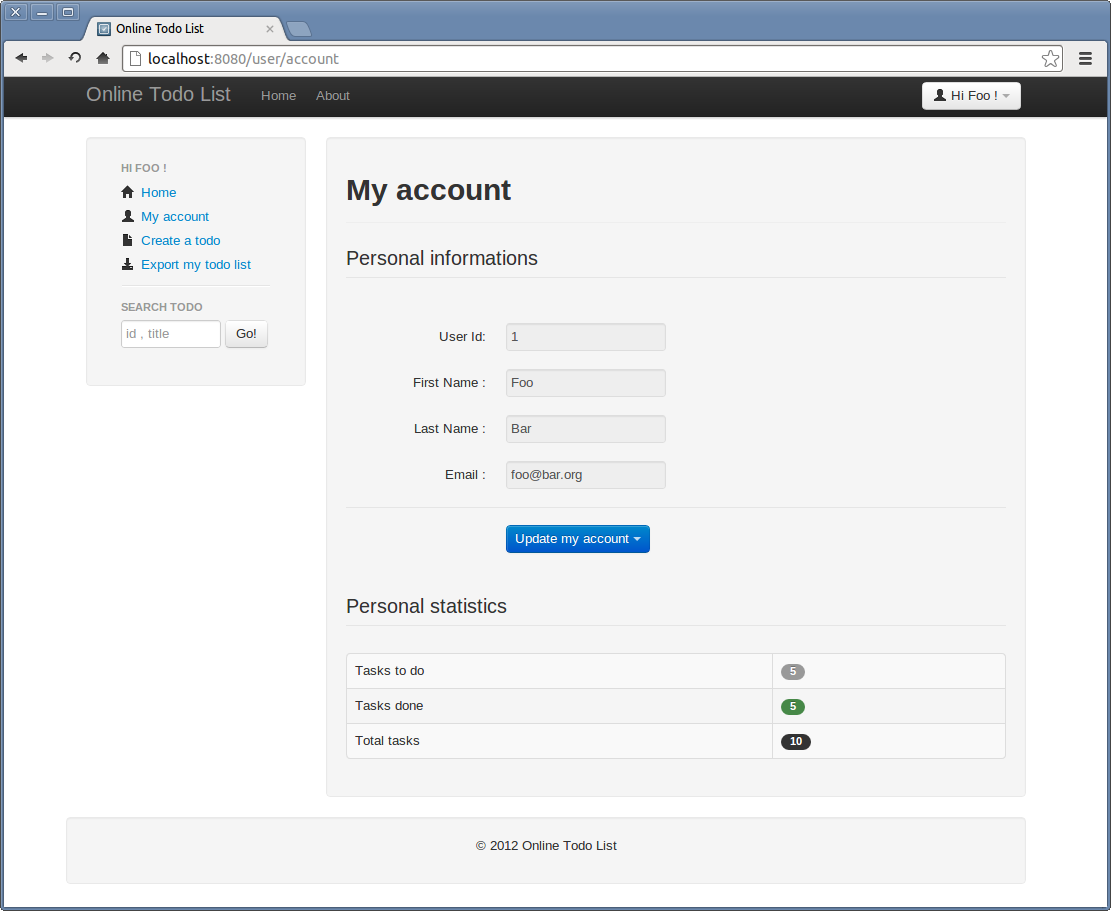 Online Todo List
localhost:8080/user/account
Online Todo List Home About Hi Foo !
HI FOO !
Home
My account
Create a todo
Export my todo list
SEARCH TODO
id , title Go!
My account
Personal informations
User Id: 1
First Name : Foo
Last Name : Bar
Email : foo@bar.org
Update my account
Personal statistics
Tasks to do 5
Tasks done 5
Total tasks 10
© 2012 Online Todo List